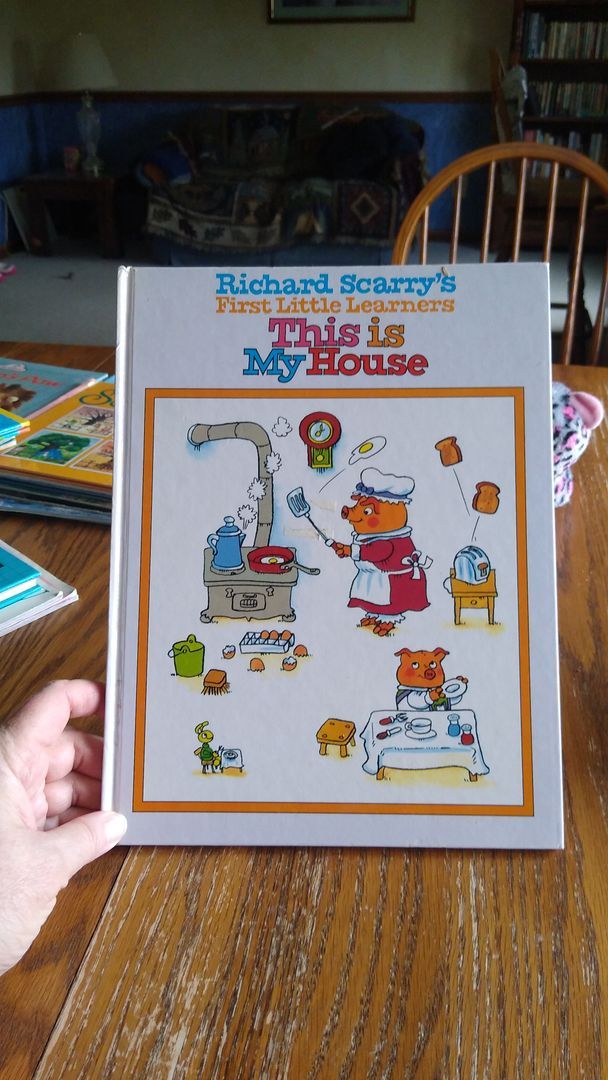 Richard Scarry's
First Little Learners
This is
My House